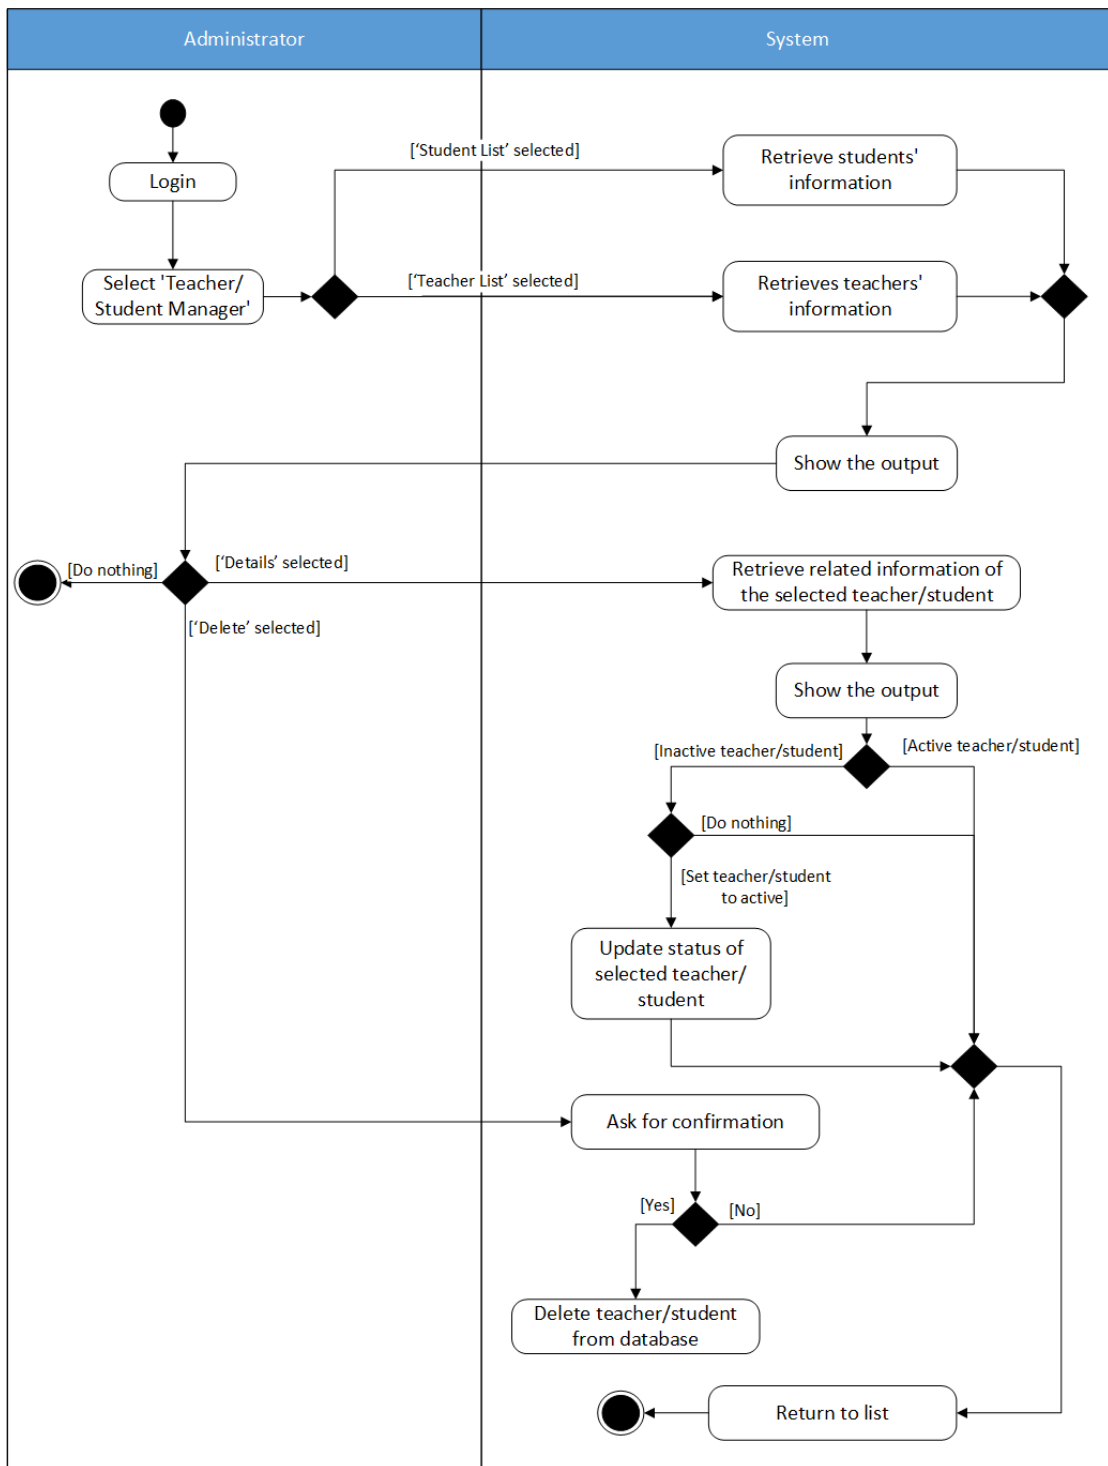 Administrator
System
['Student List' selected]
Retrieve students'
information
Login
Select 'Teacher/
Student Manager'
['Teacher List' selected]
Retrieves teachers'
information
Show the output
[Do nothing]
['Details' selected]
Retrieve related information of
the selected teacher/student
['Delete' selected]
Show the output
[Inactive teacher/student]
[Active teacher/student]
[Do nothing]
[Set teacher/student
to active]
Update status of
selected teacher/
student
Ask for confirmation
[Yes]
[No]
Delete teacher/student
from database
Return to list